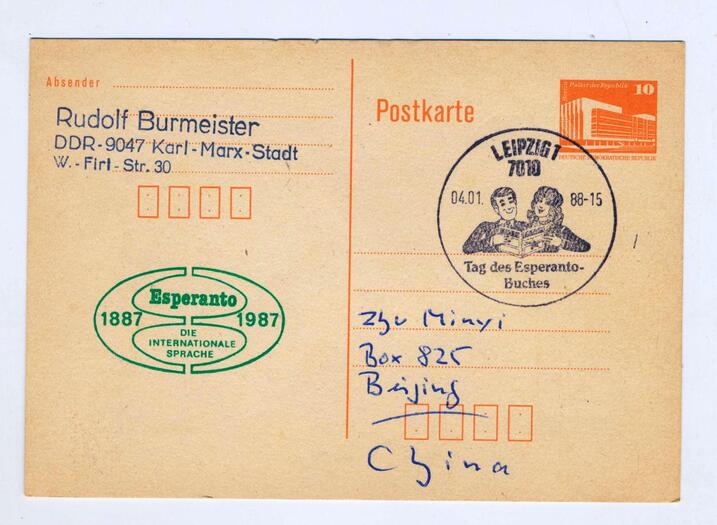 Absender
Rudolf Burmeister
DDR-9047 Karl-Marx-Stadt
W.-Firl-Str. 30
Postkarte
Palast der Republik
10
DEUTSCHE DEMOKRATISCHE REPUBLIK
LEIPZIG 1
7010
04.01. 88-15
Tag des Esperanto-
Buches
Esperanto
1887 1987
DIE
INTERNATIONALE
SPRACHE
Zhu Minyi
Box 825
Beijing
China